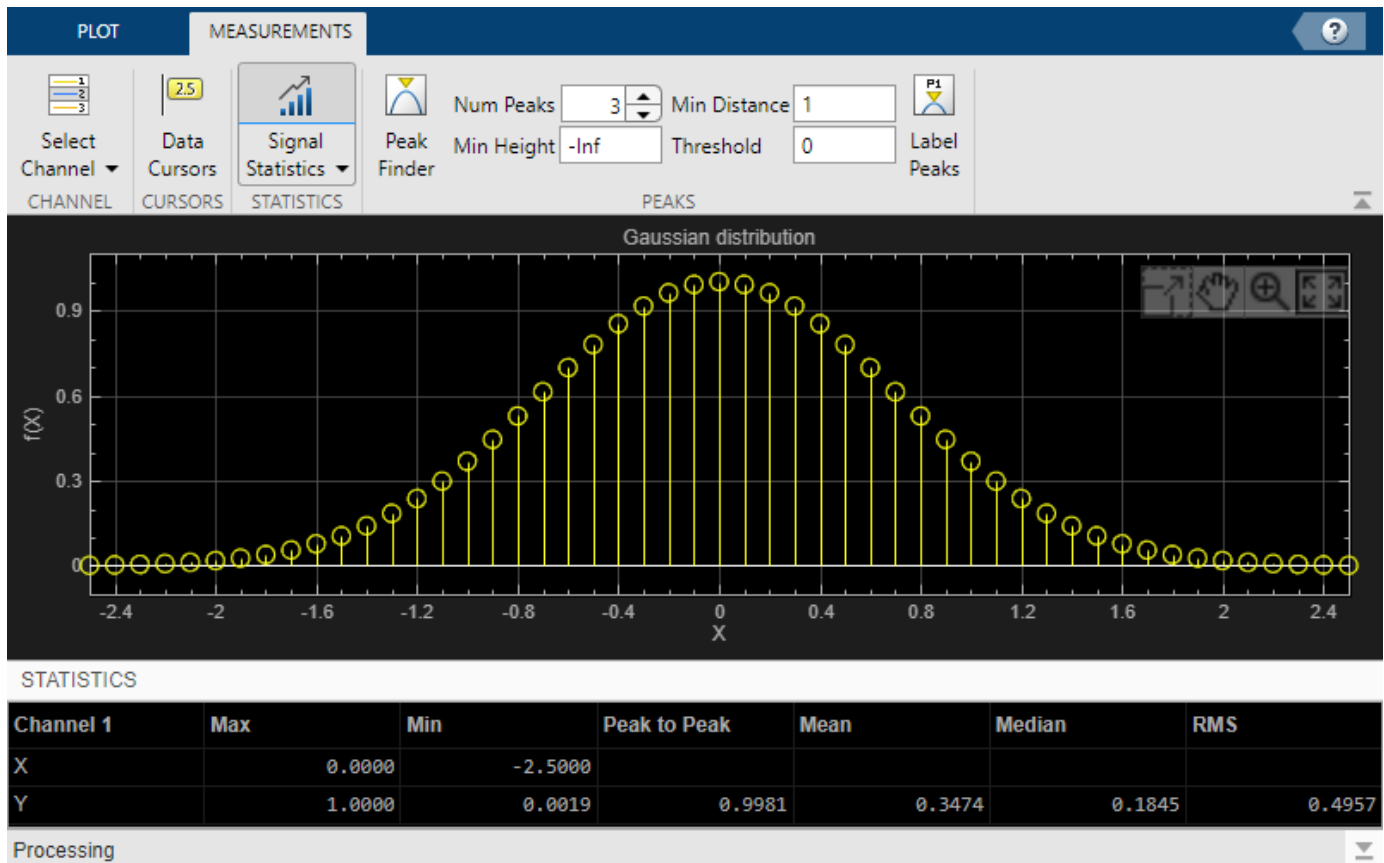 PLOT MEASUREMENTS ?
1
2
3
2.5
P1
Num Peaks 3 Min Distance 1
Select Channel Data Cursors Signal Statistics Peak Finder Min Height -Inf Threshold 0 Label Peaks
CHANNEL CURSORS STATISTICS PEAKS
Gaussian distribution
0.9
0.6
0.3
0
f(X)
-2.4 -2 -1.6 -1.2 -0.8 -0.4 0 0.4 0.8 1.2 1.6 2 2.4
X
STATISTICS
Channel 1 Max Min Peak to Peak Mean Median RMS
X 0.0000 -2.5000
Y 1.0000 0.0019 0.9981 0.3474 0.1845 0.4957
Processing